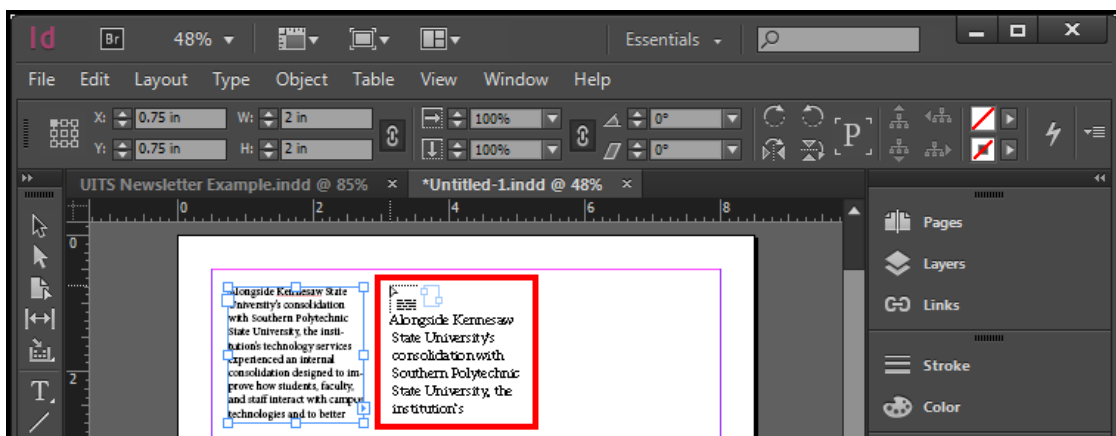 Id Br 48% Essentials
File Edit Layout Type Object Table View Window Help
X: 0.75 in W: 2 in 100% 0° P
Y: 0.75 in H: 2 in 100% 0°
UITS Newsletter Example.indd @ 85% × *Untitled-1.indd @ 48% ×
0 2 4 6 8
0
2
T
Alongside Kennesaw State
University's consolidation
with Southern Polytechnic
State University, the insti-
tution's technology services
experienced an internal
consolidation designed to im-
prove how students, faculty,
and staff interact with campus
technologies and to better
Alongside Kennesaw
State University's
consolidation with
Southern Polytechnic
State University, the
institution's
Pages
Layers
Links
Stroke
Color